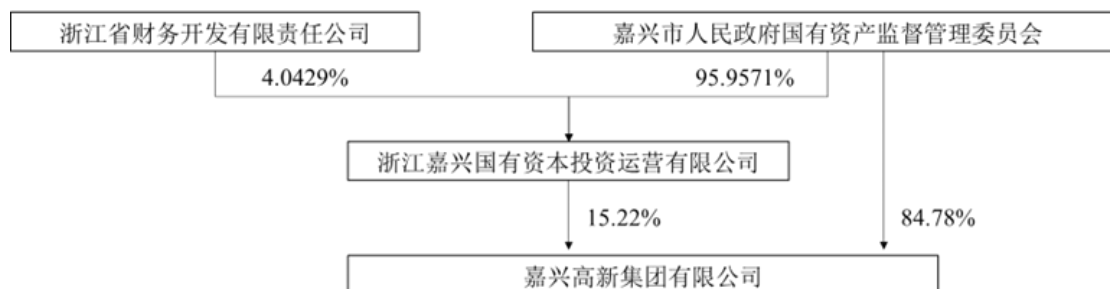 浙江省财务开发有限责任公司
嘉兴市人民政府国有资产监督管理委员会
4.0429%
95.9571%
浙江嘉兴国有资本投资运营有限公司
15.22%
84.78%
嘉兴高新集团有限公司